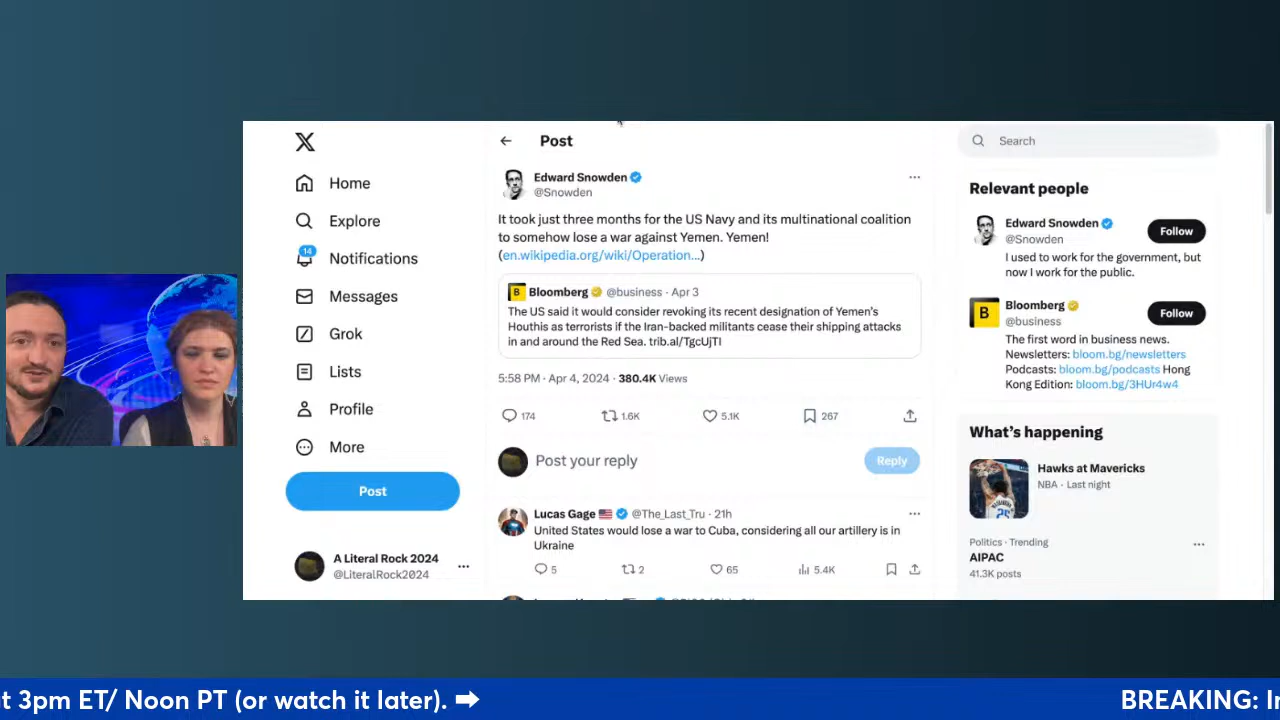 Home
Explore
14
Notifications
Messages
Grok
Lists
Profile
More
Post
A Literal Rock 2024
@LiteralRock2024
Post
Edward Snowden
@Snowden
It took just three months for the US Navy and its multinational coalition
to somehow lose a war against Yemen. Yemen!
(en.wikipedia.org/wiki/Operation...)
B
Bloomberg @business · Apr 3
The US said it would consider revoking its recent designation of Yemen's
Houthis as terrorists if the Iran-backed militants cease their shipping attacks
in and around the Red Sea. trib.al/TgcUjTI
5:58 PM · Apr 4, 2024 · 380.4K Views
174 1.6K 5.1K 267
Post your reply
Reply
Lucas Gage @The_Last_Tru · 21h
United States would lose a war to Cuba, considering all our artillery is in
Ukraine
5 2 65 5.4K
Search
Relevant people
Edward Snowden
@Snowden
Follow
I used to work for the government, but
now I work for the public.
B
Bloomberg
@business
Follow
The first word in business news.
Newsletters: bloom.bg/newsletters
Podcasts: bloom.bg/podcasts Hong
Kong Edition: bloom.bg/3HUr4w4
What's happening
Hawks at Mavericks
NBA · Last night
Politics · Trending
AIPAC
41.3K posts
t 3pm ET/ Noon PT (or watch it later). ➡
BREAKING: I